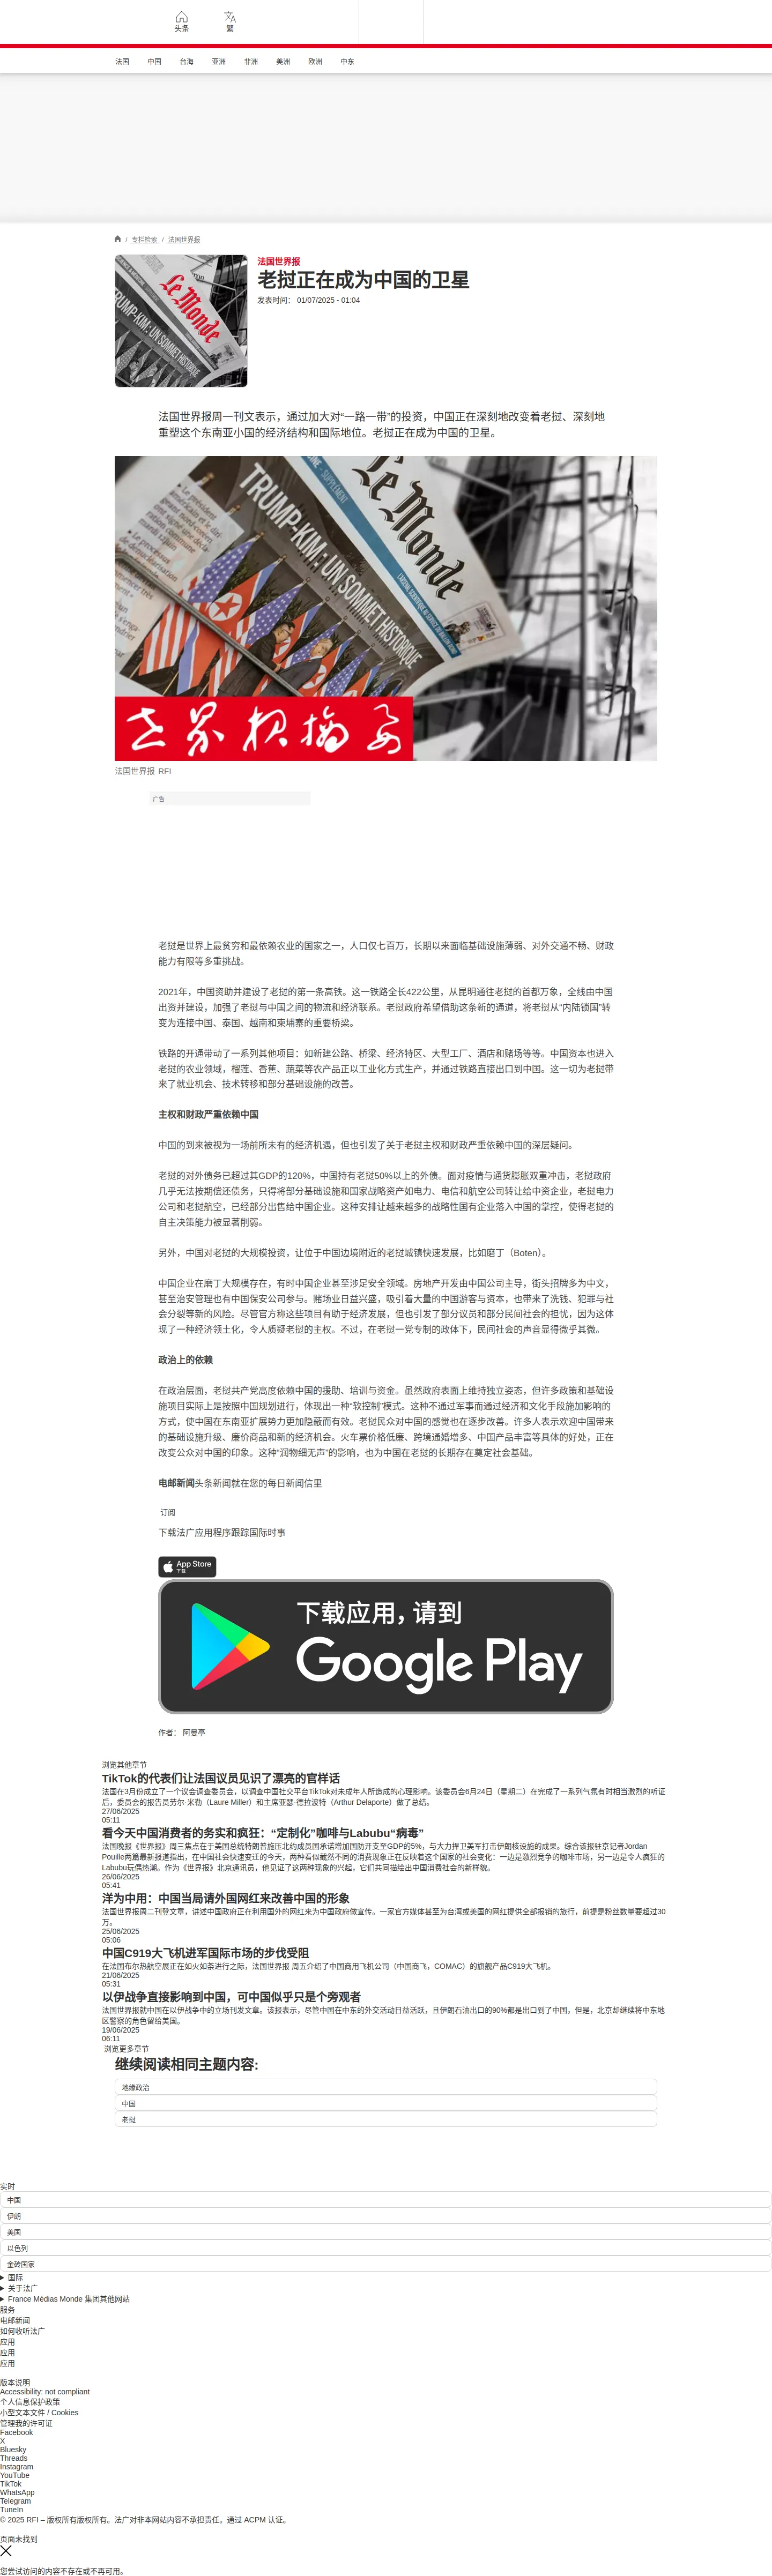 头条
繁
法国
中国
台海
亚洲
非洲
美洲
欧洲
中东
/ 专栏检索 / 法国世界报
Le Monde
TRUMP-KIM: UN SOMMET HISTORIQUE
法国世界报
老挝正在成为中国的卫星
发表时间： 01/07/2025 - 01:04
法国世界报周一刊文表示，通过加大对“一路一带”的投资，中国正在深刻地改变着老挝、深刻地
重塑这个东南亚小国的经济结构和国际地位。老挝正在成为中国的卫星。
Le Monde
TRUMP-KIM: UN SOMMET HISTORIQUE
世界报摘要
法国世界报 RFI
广告
老挝是世界上最贫穷和最依赖农业的国家之一，人口仅七百万，长期以来面临基础设施薄弱、对外交通不畅、财政
能力有限等多重挑战。
2021年，中国资助并建设了老挝的第一条高铁。这一铁路全长422公里，从昆明通往老挝的首都万象，全线由中国
出资并建设，加强了老挝与中国之间的物流和经济联系。老挝政府希望借助这条新的通道，将老挝从“内陆锁国”转
变为连接中国、泰国、越南和柬埔寨的重要桥梁。
铁路的开通带动了一系列其他项目：如新建公路、桥梁、经济特区、大型工厂、酒店和赌场等等。中国资本也进入
老挝的农业领域，榴莲、香蕉、蔬菜等农产品正以工业化方式生产，并通过铁路直接出口到中国。这一切为老挝带
来了就业机会、技术转移和部分基础设施的改善。
主权和财政严重依赖中国
中国的到来被视为一场前所未有的经济机遇，但也引发了关于老挝主权和财政严重依赖中国的深层疑问。
老挝的对外债务已超过其GDP的120%，中国持有老挝50%以上的外债。面对疫情与通货膨胀双重冲击，老挝政府
几乎无法按期偿还债务，只得将部分基础设施和国家战略资产如电力、电信和航空公司转让给中资企业，老挝电力
公司和老挝航空，已经部分出售给中国企业。这种安排让越来越多的战略性国有企业落入中国的掌控，使得老挝的
自主决策能力被显著削弱。
另外，中国对老挝的大规模投资，让位于中国边境附近的老挝城镇快速发展，比如磨丁（Boten）。
中国企业在磨丁大规模存在，有时中国企业甚至涉足安全领域。房地产开发由中国公司主导，街头招牌多为中文，
甚至治安管理也有中国保安公司参与。赌场业日益兴盛，吸引着大量的中国游客与资本，也带来了洗钱、犯罪与社
会分裂等新的风险。尽管官方称这些项目有助于经济发展，但也引发了部分议员和部分民间社会的担忧，因为这体
现了一种经济领土化，令人质疑老挝的主权。不过，在老挝一党专制的政体下，民间社会的声音显得微乎其微。
政治上的依赖
在政治层面，老挝共产党高度依赖中国的援助、培训与资金。虽然政府表面上维持独立姿态，但许多政策和基础设
施项目实际上是按照中国规划进行，体现出一种“软控制”模式。这种不通过军事而通过经济和文化手段施加影响的
方式，使中国在东南亚扩展势力更加隐蔽而有效。老挝民众对中国的感觉也在逐步改善。许多人表示欢迎中国带来
的基础设施升级、廉价商品和新的经济机会。火车票价格低廉、跨境通婚增多、中国产品丰富等具体的好处，正在
改变公众对中国的印象。这种“润物细无声”的影响，也为中国在老挝的长期存在奠定社会基础。
电邮新闻头条新闻就在您的每日新闻信里
订阅
下载法广应用程序跟踪国际时事
App Store
下载
下载应用，请到
Google Play
作者： 阿曼亭
浏览其他章节
TikTok的代表们让法国议员见识了漂亮的官样话
法国在3月份成立了一个议会调查委员会，以调查中国社交平台TikTok对未成年人所造成的心理影响。该委员会6月24日（星期二）在完成了一系列气氛有时相当激烈的听证
后，委员会的报告员劳尔·米勒（Laure Miller）和主席亚瑟·德拉波特（Arthur Delaporte）做了总结。
27/06/2025
05:11
看今天中国消费者的务实和疯狂：“定制化”咖啡与Labubu“病毒”
法国晚报《世界报》周三焦点在于美国总统特朗普施压北约成员国承诺增加国防开支至GDP的5%，与大力捍卫美军打击伊朗核设施的成果。综合该报驻京记者Jordan
Pouille两篇最新报道指出，在中国社会快速变迁的今天，两种看似截然不同的消费现象正在反映着这个国家的社会变化：一边是激烈竞争的咖啡市场，另一边是令人疯狂的
Labubu玩偶热潮。作为《世界报》北京通讯员，他见证了这两种现象的兴起，它们共同描绘出中国消费社会的新样貌。
26/06/2025
05:41
洋为中用：中国当局请外国网红来改善中国的形象
法国世界报周二刊登文章，讲述中国政府正在利用国外的网红来为中国政府做宣传。一家官方媒体甚至为台湾或美国的网红提供全部报销的旅行，前提是粉丝数量要超过30
万。
25/06/2025
05:06
中国C919大飞机进军国际市场的步伐受阻
在法国布尔热航空展正在如火如荼进行之际，法国世界报 周五介绍了中国商用飞机公司（中国商飞，COMAC）的旗舰产品C919大飞机。
21/06/2025
05:31
以伊战争直接影响到中国，可中国似乎只是个旁观者
法国世界报就中国在以伊战争中的立场刊发文章。该报表示，尽管中国在中东的外交活动日益活跃，且伊朗石油出口的90%都是出口到了中国，但是，北京却继续将中东地
区警察的角色留给美国。
19/06/2025
06:11
浏览更多章节
继续阅读相同主题内容:
地缘政治
中国
老挝
实时
中国
伊朗
美国
以色列
金砖国家
国际
关于法广
France Médias Monde 集团其他网站
服务
电邮新闻
如何收听法广
应用
应用
应用
版本说明
Accessibility: not compliant
个人信息保护政策
小型文本文件 / Cookies
管理我的许可证
Facebook
X
Bluesky
Threads
Instagram
YouTube
TikTok
WhatsApp
Telegram
TuneIn
© 2025 RFI – 版权所有版权所有。法广对非本网站内容不承担责任。通过 ACPM 认证。
页面未找到
您尝试访问的内容不存在或不再可用。